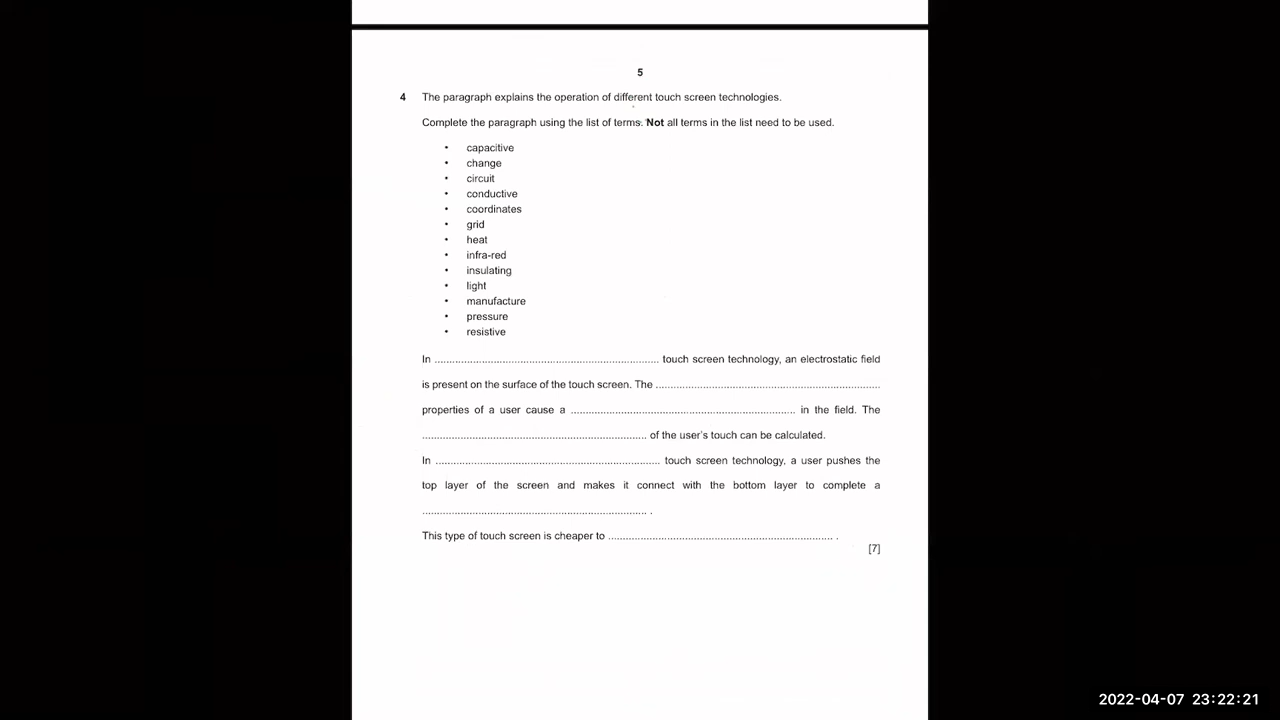 5
4 The paragraph explains the operation of different touch screen technologies.
Complete the paragraph using the list of terms. Not all terms in the list need to be used.
• capacitive
• change
• circuit
• conductive
• coordinates
• grid
• heat
• infra-red
• insulating
• light
• manufacture
• pressure
• resistive
In .............................................................................. touch screen technology, an electrostatic field
is present on the surface of the touch screen. The ..............................................................................
properties of a user cause a .............................................................................. in the field. The
.............................................................................. of the user's touch can be calculated.
In .............................................................................. touch screen technology, a user pushes the
top layer of the screen and makes it connect with the bottom layer to complete a
.............................................................................. .
This type of touch screen is cheaper to .............................................................................. .
[7]
2022-04-07 23:22:21